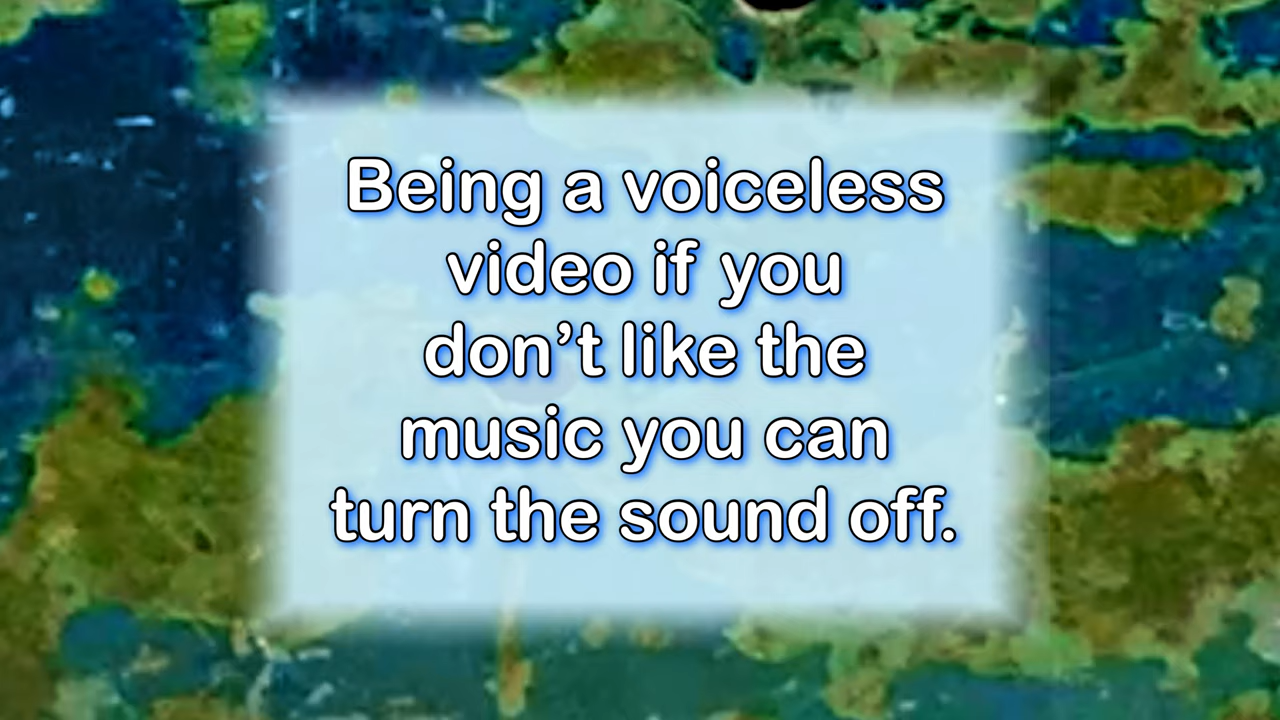 Being a voiceless
video if you
don’t like the
music you can
turn the sound off.